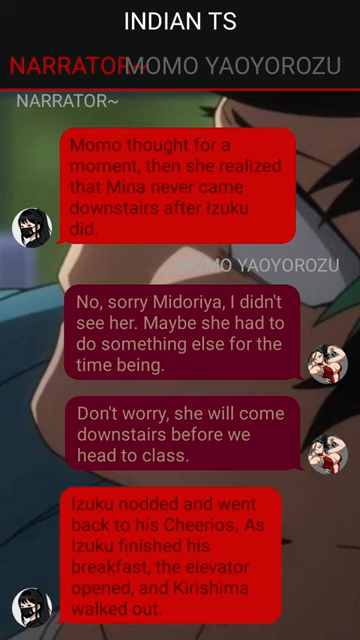 INDIAN TS
NARRATOR~
MOMO YAOYOROZU
NARRATOR~
Momo thought for a
moment, then she realized
that Mina never came
downstairs after Izuku
did.
MOMO YAOYOROZU
No, sorry Midoriya, I didn't
see her. Maybe she had to
do something else for the
time being.
Don't worry, she will come
downstairs before we
head to class.
Izuku nodded and went
back to his Cheerios. As
Izuku finished his
breakfast, the elevator
opened, and Kirishima
walked out.